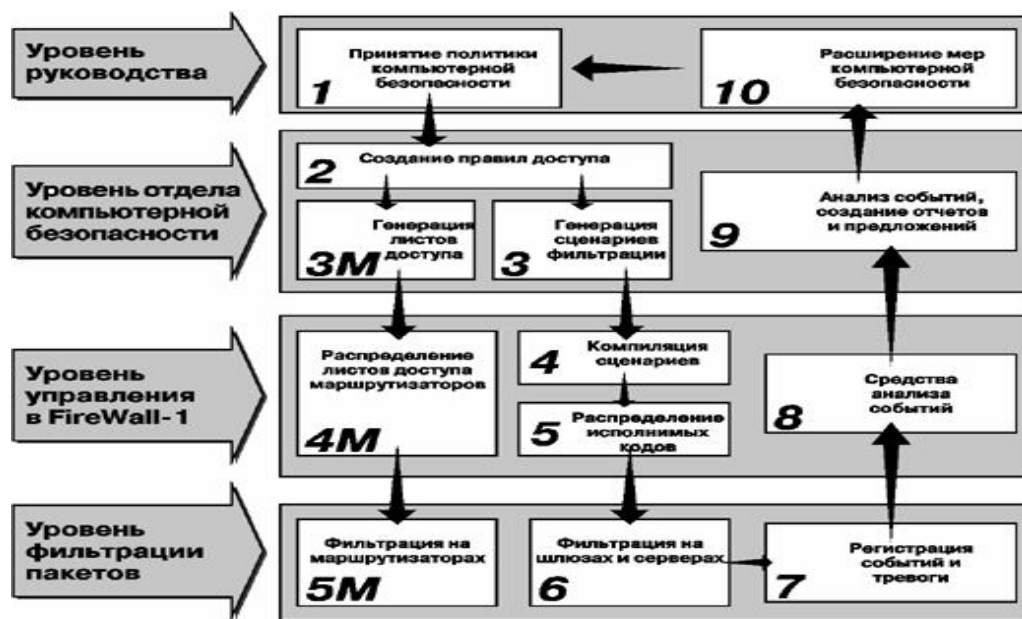 Уровень
руководства
1
Принятие политики
компьютерной
безопасности
10
Расширение мер
компьютерной
безопасности
Уровень отдела
компьютерной
безопасности
2
Создание правил доступа
3М
Генерация
листов
доступа
3
Генерация
сценариев
фильтрации
9
Анализ событий,
создание отчетов
и предложений
Уровень
управления
в FireWall-1
4М
Распределение
листов доступа
маршрутизаторов
4
Компиляция
сценариев
5
Распределение
исполнимых
кодов
8
Средства
анализа
событий
Уровень
фильтрации
пакетов
5М
Фильтрация на
маршрутизаторах
6
Фильтрация на
шлюзах и серверах
7
Регистрация
событий и
тревоги